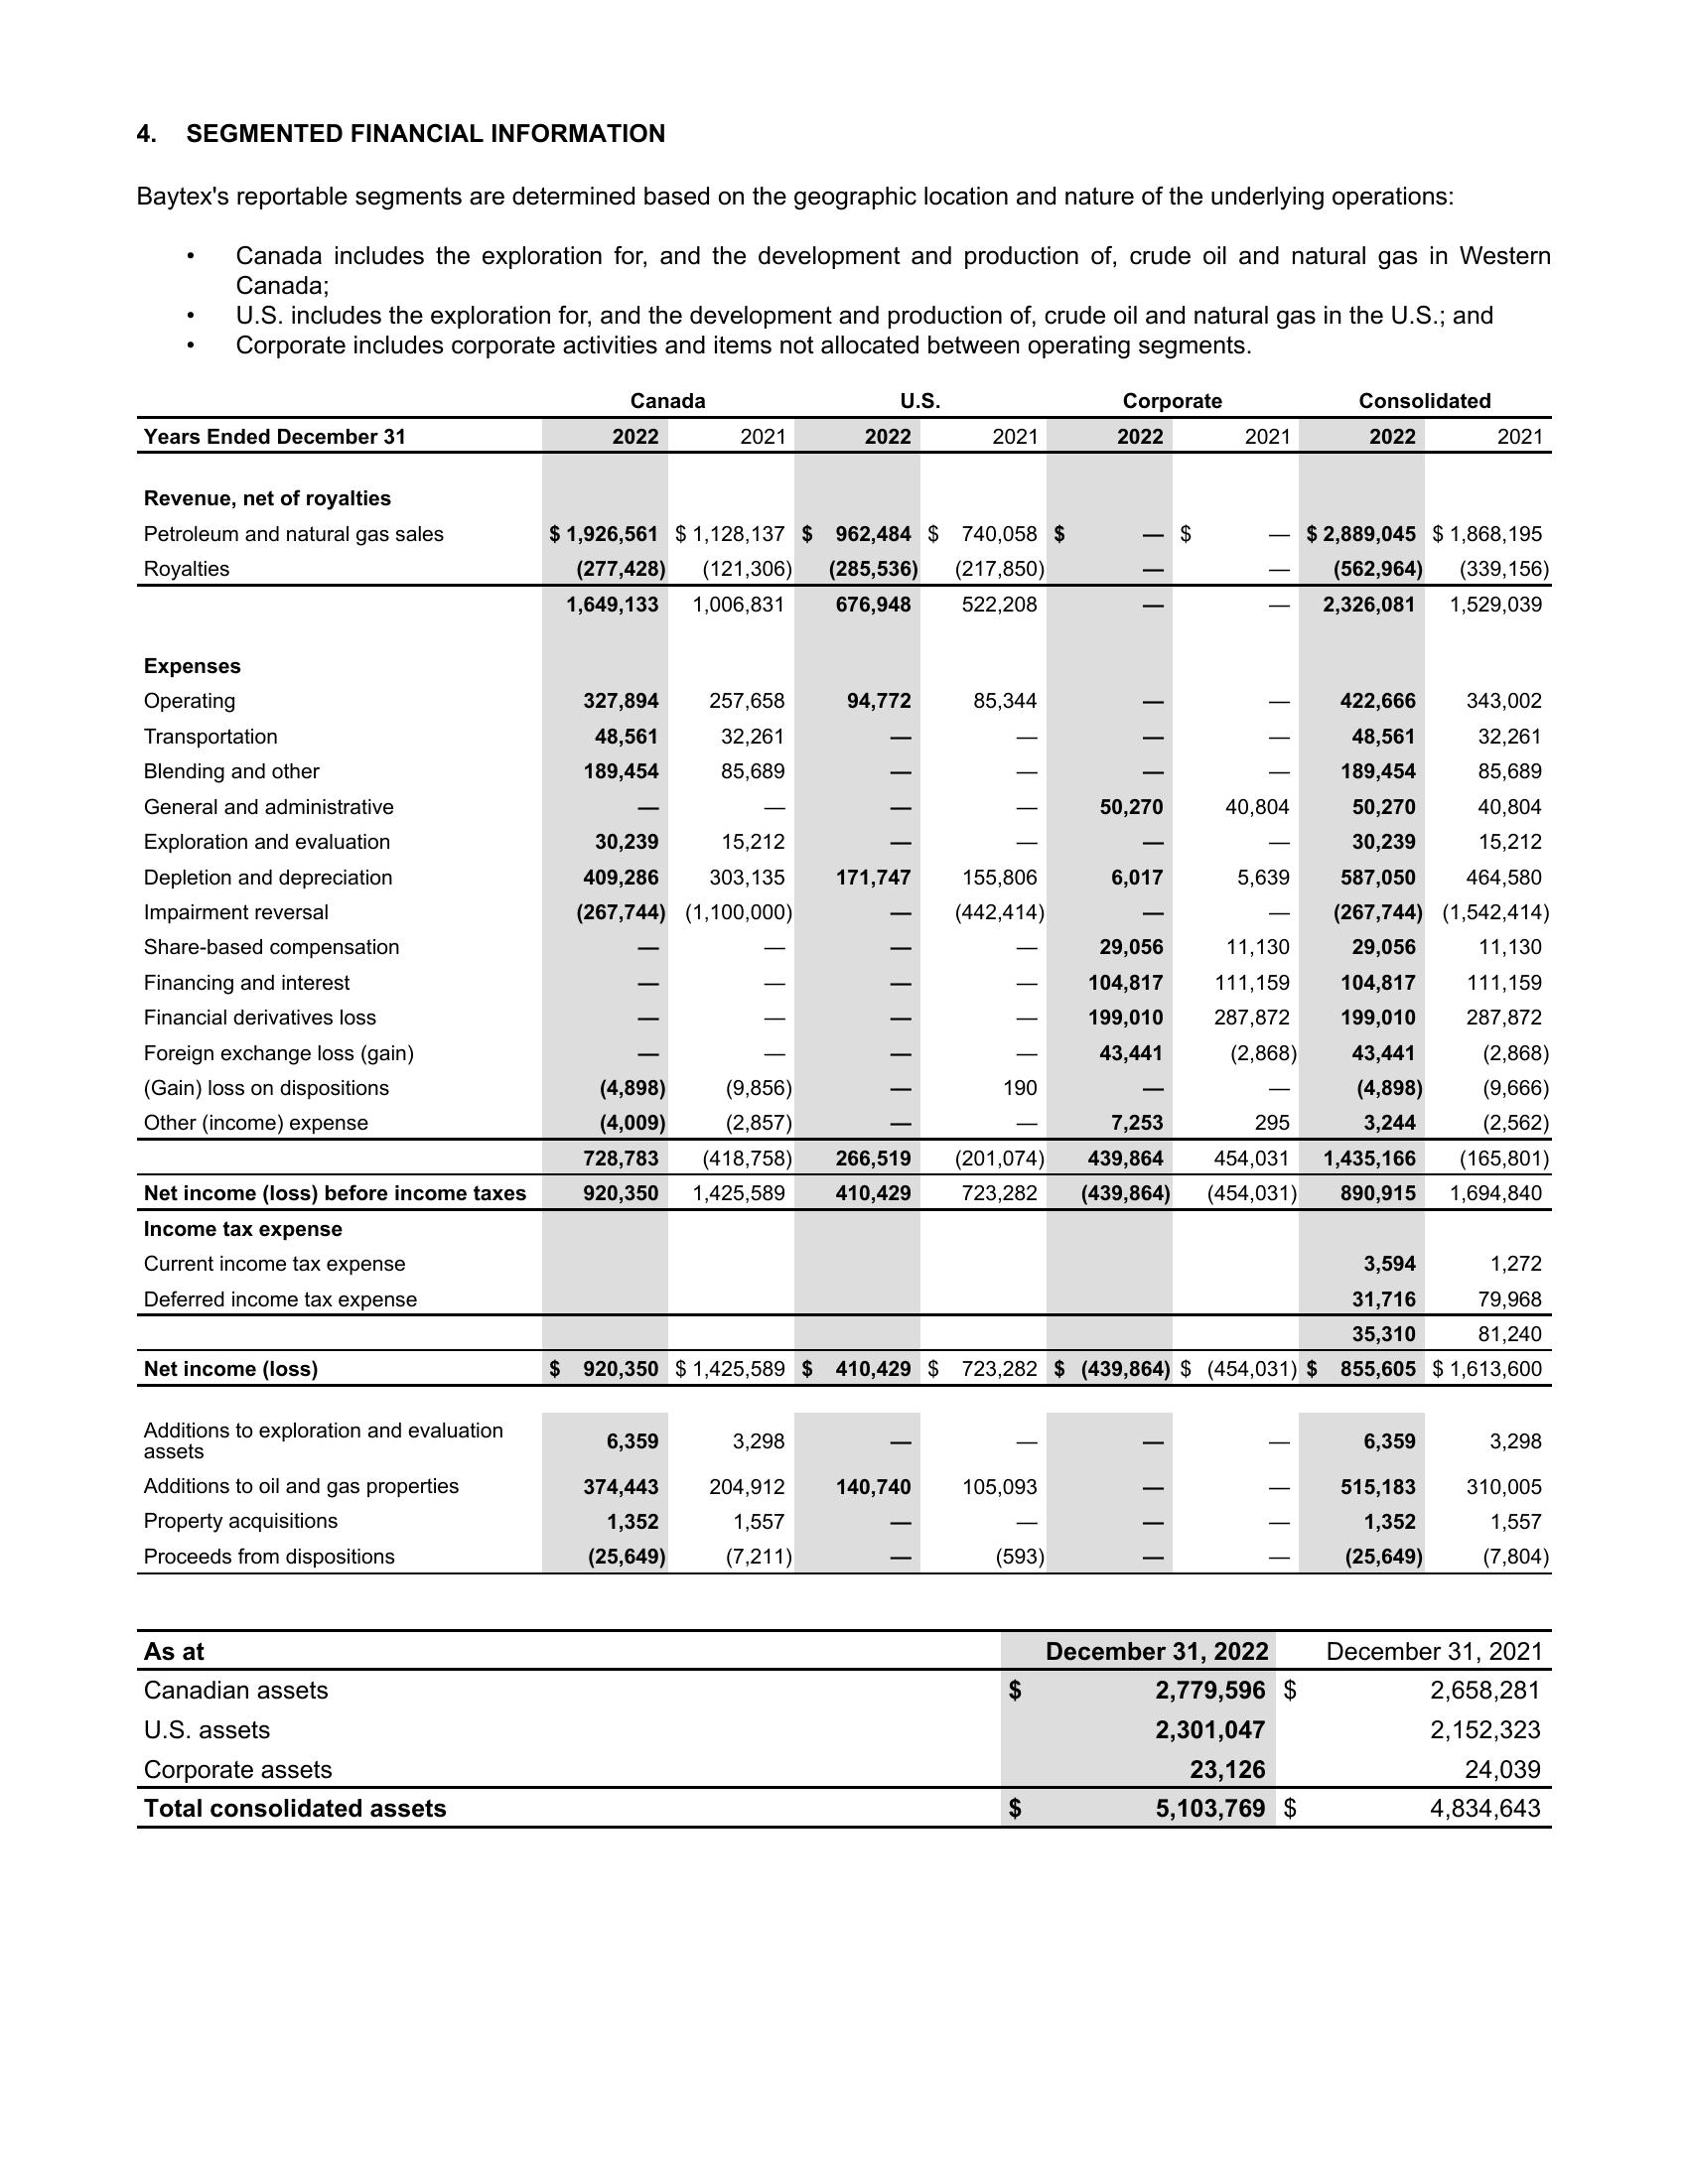 4. SEGMENTED FINANCIAL INFORMATION
Baytex's reportable segments are determined based on the geographic location and nature of the underlying operations:
• Canada includes the exploration for, and the development and production of, crude oil and natural gas in Western
Canada;
• U.S. includes the exploration for, and the development and production of, crude oil and natural gas in the U.S.; and
• Corporate includes corporate activities and items not allocated between operating segments.
Canada U.S. Corporate Consolidated
Years Ended December 31 2022 2021 2022 2021 2022 2021 2022 2021
Revenue, net of royalties
Petroleum and natural gas sales $ 1,926,561 $ 1,128,137 $ 962,484 $ 740,058 $ — $ — $ 2,889,045 $ 1,868,195
Royalties (277,428) (121,306) (285,536) (217,850) — — (562,964) (339,156)
1,649,133 1,006,831 676,948 522,208 — — 2,326,081 1,529,039
Expenses
Operating 327,894 257,658 94,772 85,344 — — 422,666 343,002
Transportation 48,561 32,261 — — — — 48,561 32,261
Blending and other 189,454 85,689 — — — — 189,454 85,689
General and administrative — — — — 50,270 40,804 50,270 40,804
Exploration and evaluation 30,239 15,212 — — — — 30,239 15,212
Depletion and depreciation 409,286 303,135 171,747 155,806 6,017 5,639 587,050 464,580
Impairment reversal (267,744) (1,100,000) — (442,414) — — (267,744) (1,542,414)
Share-based compensation — — — — 29,056 11,130 29,056 11,130
Financing and interest — — — — 104,817 111,159 104,817 111,159
Financial derivatives loss — — — — 199,010 287,872 199,010 287,872
Foreign exchange loss (gain) — — — — 43,441 (2,868) 43,441 (2,868)
(Gain) loss on dispositions (4,898) (9,856) — 190 — — (4,898) (9,666)
Other (income) expense (4,009) (2,857) — — 7,253 295 3,244 (2,562)
728,783 (418,758) 266,519 (201,074) 439,864 454,031 1,435,166 (165,801)
Net income (loss) before income taxes 920,350 1,425,589 410,429 723,282 (439,864) (454,031) 890,915 1,694,840
Income tax expense
Current income tax expense 3,594 1,272
Deferred income tax expense 31,716 79,968
35,310 81,240
Net income (loss) $ 920,350 $ 1,425,589 $ 410,429 $ 723,282 $ (439,864) $ (454,031) $ 855,605 $ 1,613,600
Additions to exploration and evaluation
assets 6,359 3,298 — — — — 6,359 3,298
Additions to oil and gas properties 374,443 204,912 140,740 105,093 — — 515,183 310,005
Property acquisitions 1,352 1,557 — — — — 1,352 1,557
Proceeds from dispositions (25,649) (7,211) — (593) — — (25,649) (7,804)
As at December 31, 2022 December 31, 2021
Canadian assets $ 2,779,596 $ 2,658,281
U.S. assets 2,301,047 2,152,323
Corporate assets 23,126 24,039
Total consolidated assets $ 5,103,769 $ 4,834,643